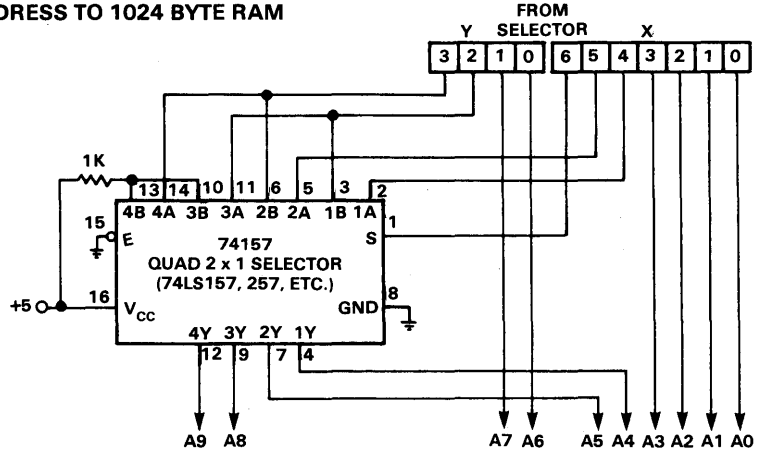 DRESS TO 1024 BYTE RAM
FROM
Y SELECTOR X
3 2 1 0 6 5 4 3 2 1 0
1K
13 14 10 11 6 5 3 2
4B 4A 3B 3A 2B 2A 1B 1A
15 E
1
S
74157
QUAD 2 x 1 SELECTOR
(74LS157, 257, ETC.)
+5 16 VCC
GND 8
4Y 3Y 2Y 1Y
12 9 7 4
A9 A8 A7 A6 A5 A4 A3 A2 A1 A0